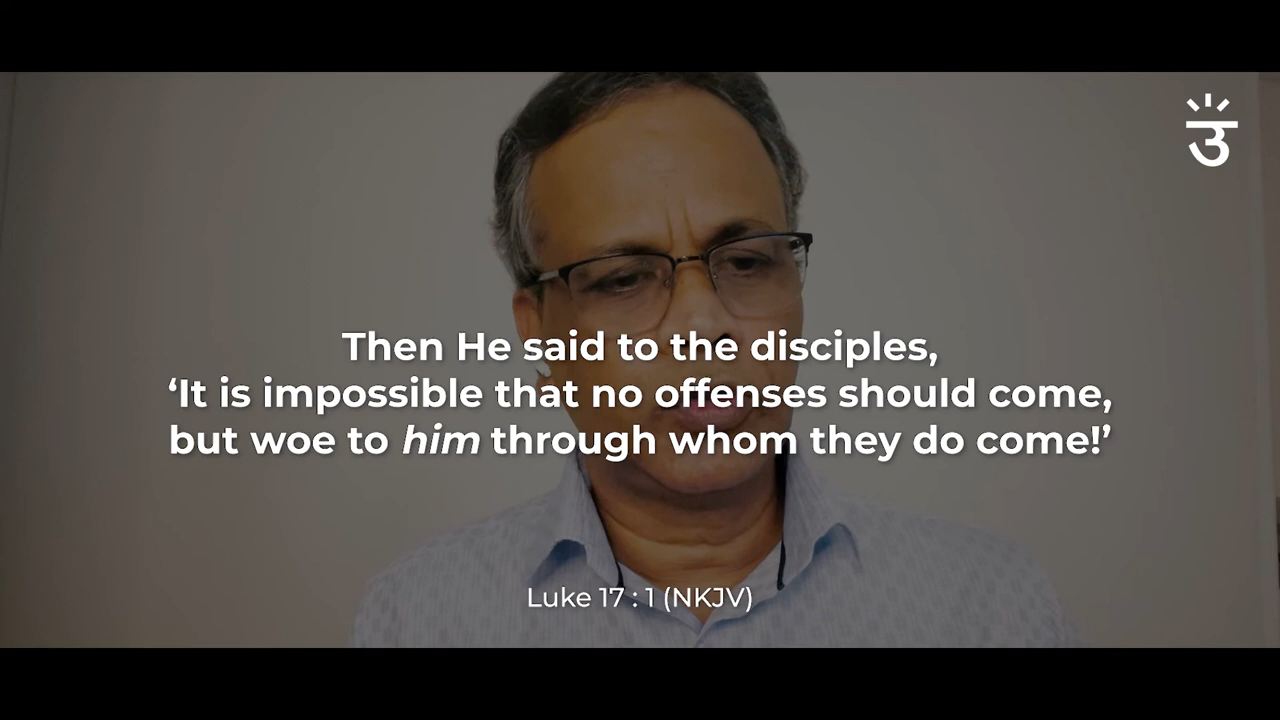 उ
Then He said to the disciples,
‘It is impossible that no offenses should come,
but woe to him through whom they do come!’
Luke 17 : 1 (NKJV)